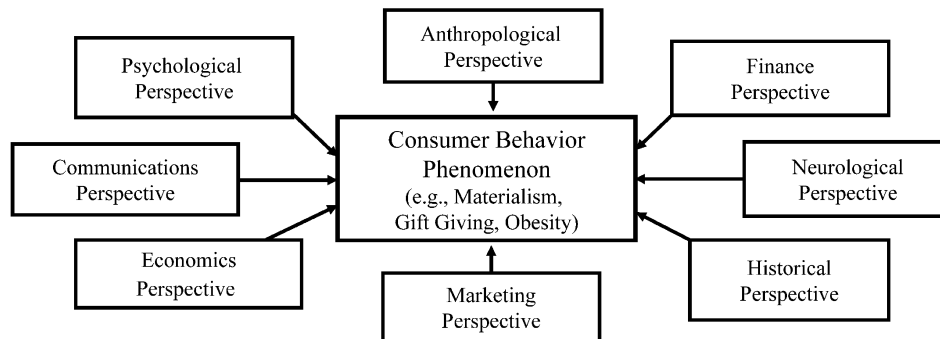 Anthropological
Perspective
Psychological
Perspective
Finance
Perspective
Consumer Behavior
Phenomenon
(e.g., Materialism,
Gift Giving, Obesity)
Communications
Perspective
Neurological
Perspective
Economics
Perspective
Marketing
Perspective
Historical
Perspective